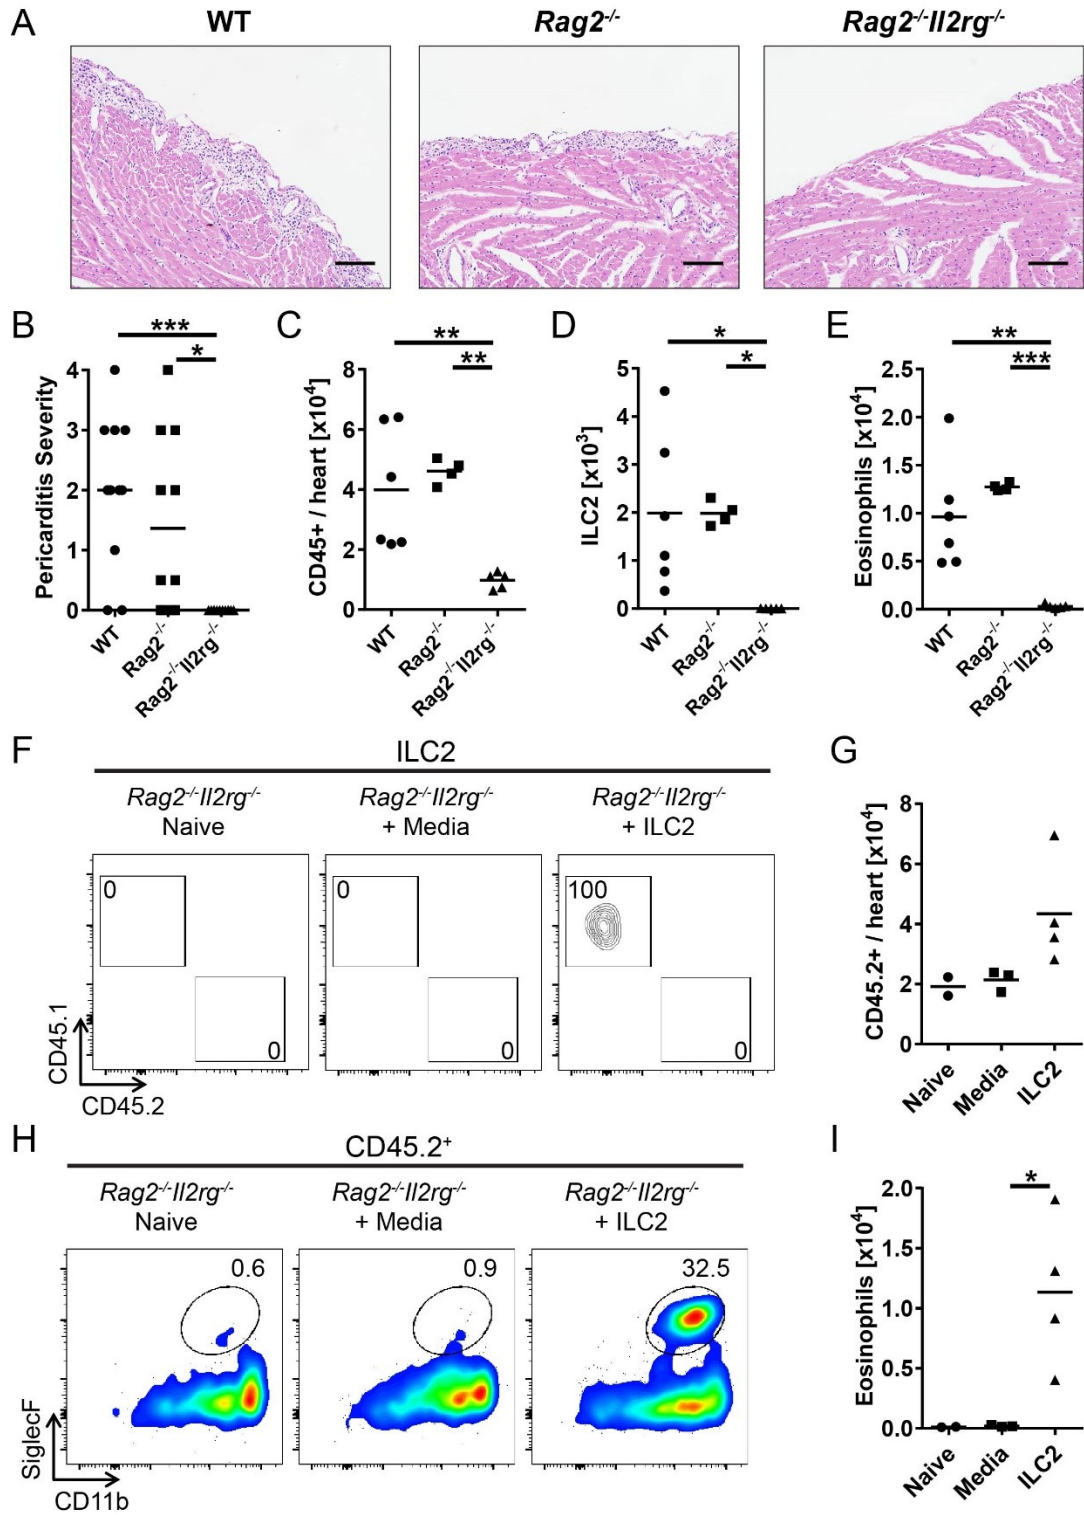 A
WT
Rag2-/-
Rag2-/-Il2rg-/-
B
Pericarditis Severity
4
3
2
1
0
***
*
WT
Rag2-/-
Rag2-/-Il2rg-/-
C
CD45+ / heart [x10⁴]
8
6
4
2
0
**
**
WT
Rag2-/-
Rag2-/-Il2rg-/-
D
ILC2 [x10³]
5
4
3
2
1
0
*
*
WT
Rag2-/-
Rag2-/-Il2rg-/-
E
Eosinophils [x10⁴]
2.5
2.0
1.5
1.0
0.5
0.0
**
***
WT
Rag2-/-
Rag2-/-Il2rg-/-
F
ILC2
Rag2-/-Il2rg-/-
Naive
Rag2-/-Il2rg-/-
+ Media
Rag2-/-Il2rg-/-
+ ILC2
0
0
0
0
100
0
CD45.1
CD45.2
G
CD45.2+ / heart [x10⁴]
8
6
4
2
0
Naive
Media
ILC2
H
CD45.2+
Rag2-/-Il2rg-/-
Naive
Rag2-/-Il2rg-/-
+ Media
Rag2-/-Il2rg-/-
+ ILC2
0.6
0.9
32.5
SiglecF
CD11b
I
Eosinophils [x10⁴]
2.0
1.5
1.0
0.5
0.0
*
Naive
Media
ILC2